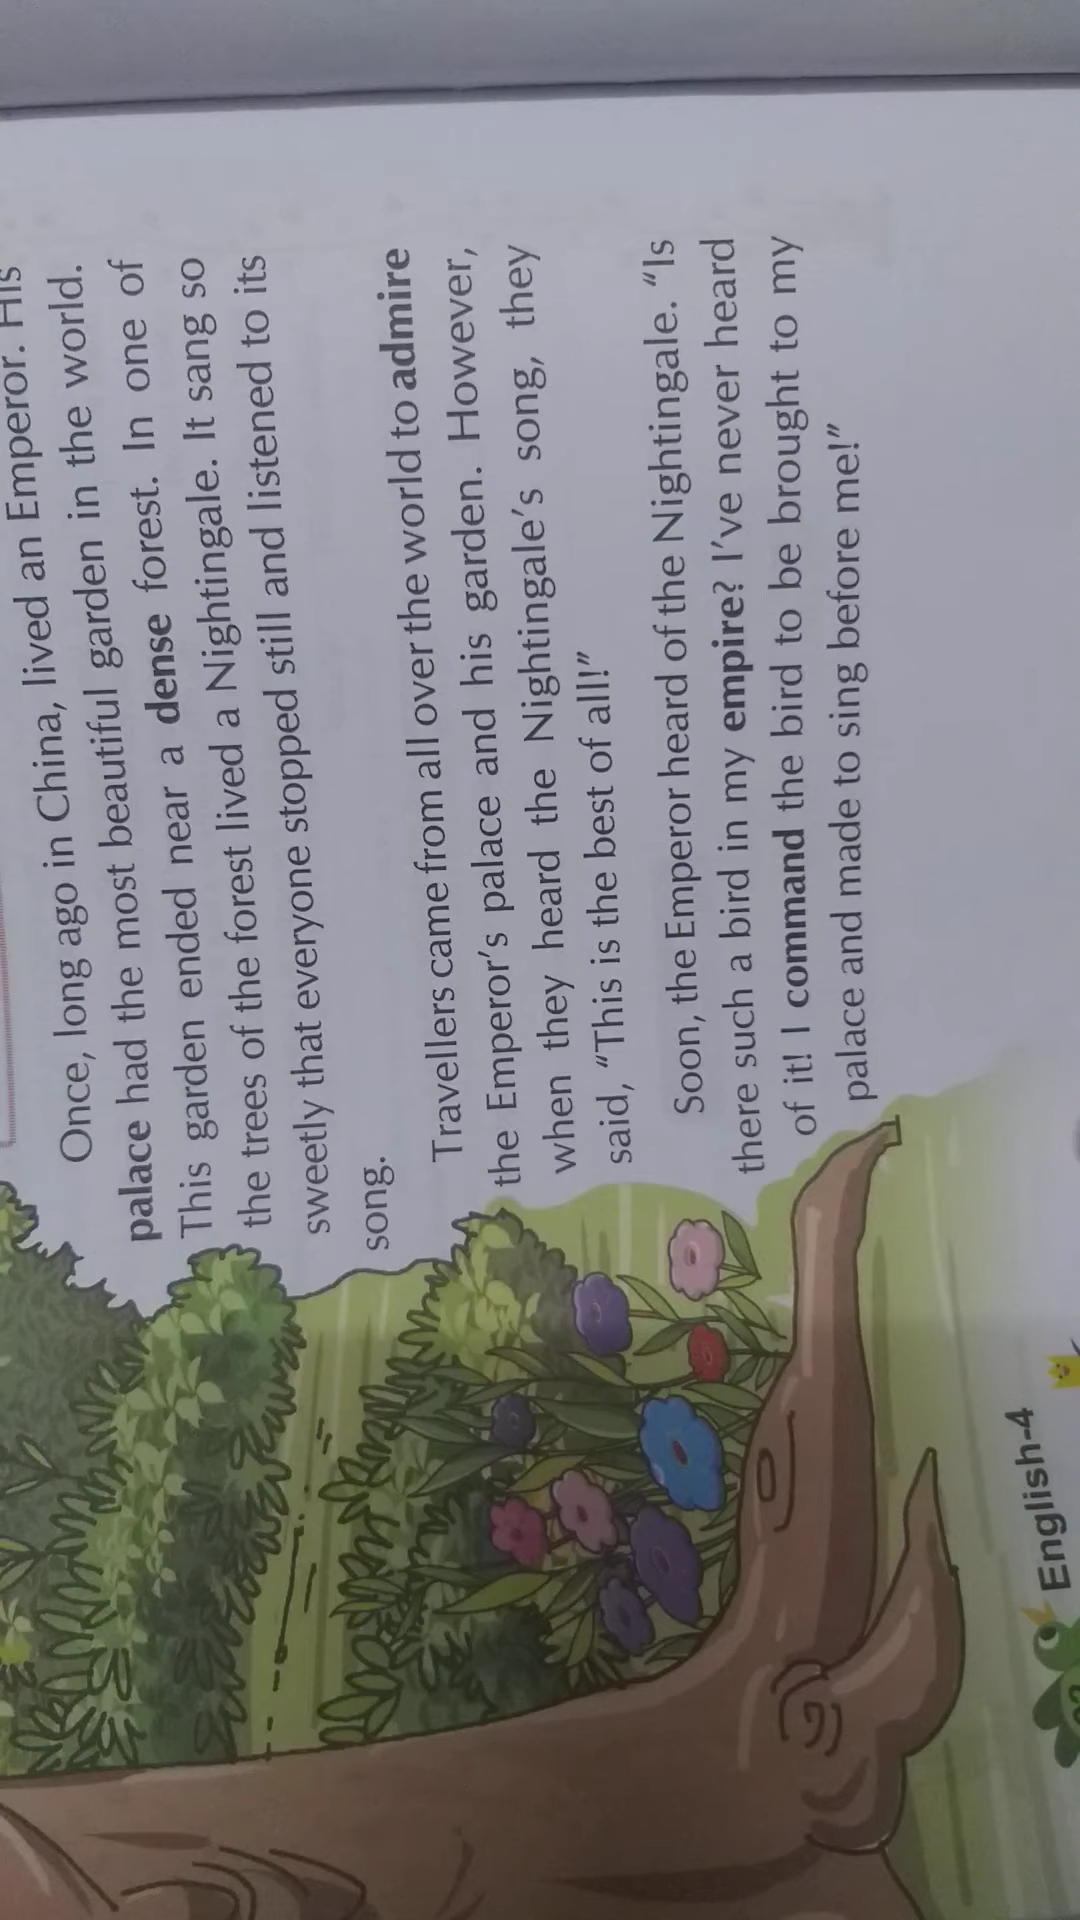 Once, long ago in China, lived an Emperor. His
palace had the most beautiful garden in the world.
This garden ended near a dense forest. In one of
the trees of the forest lived a Nightingale. It sang so
sweetly that everyone stopped still and listened to its
song.
Travellers came from all over the world to admire
the Emperor's palace and his garden. However,
when they heard the Nightingale's song, they
said, “This is the best of all!”
Soon, the Emperor heard of the Nightingale. “Is
there such a bird in my empire? I've never heard
of it! I command the bird to be brought to my
palace and made to sing before me!”
English-4